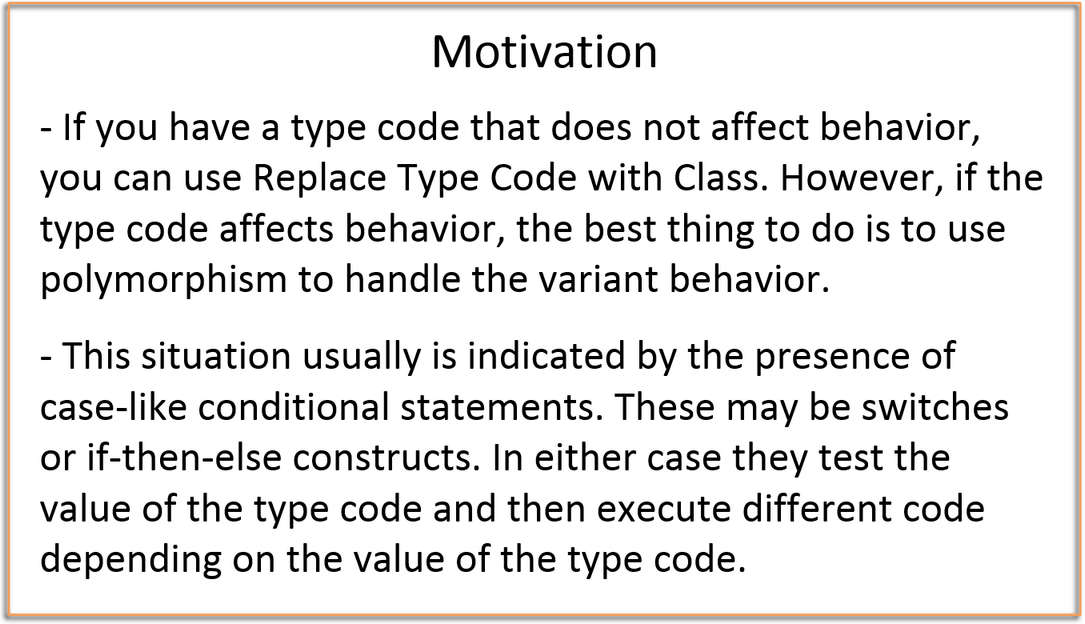 Motivation
- If you have a type code that does not affect behavior,
you can use Replace Type Code with Class. However, if the
type code affects behavior, the best thing to do is to use
polymorphism to handle the variant behavior.
- This situation usually is indicated by the presence of
case-like conditional statements. These may be switches
or if-then-else constructs. In either case they test the
value of the type code and then execute different code
depending on the value of the type code.